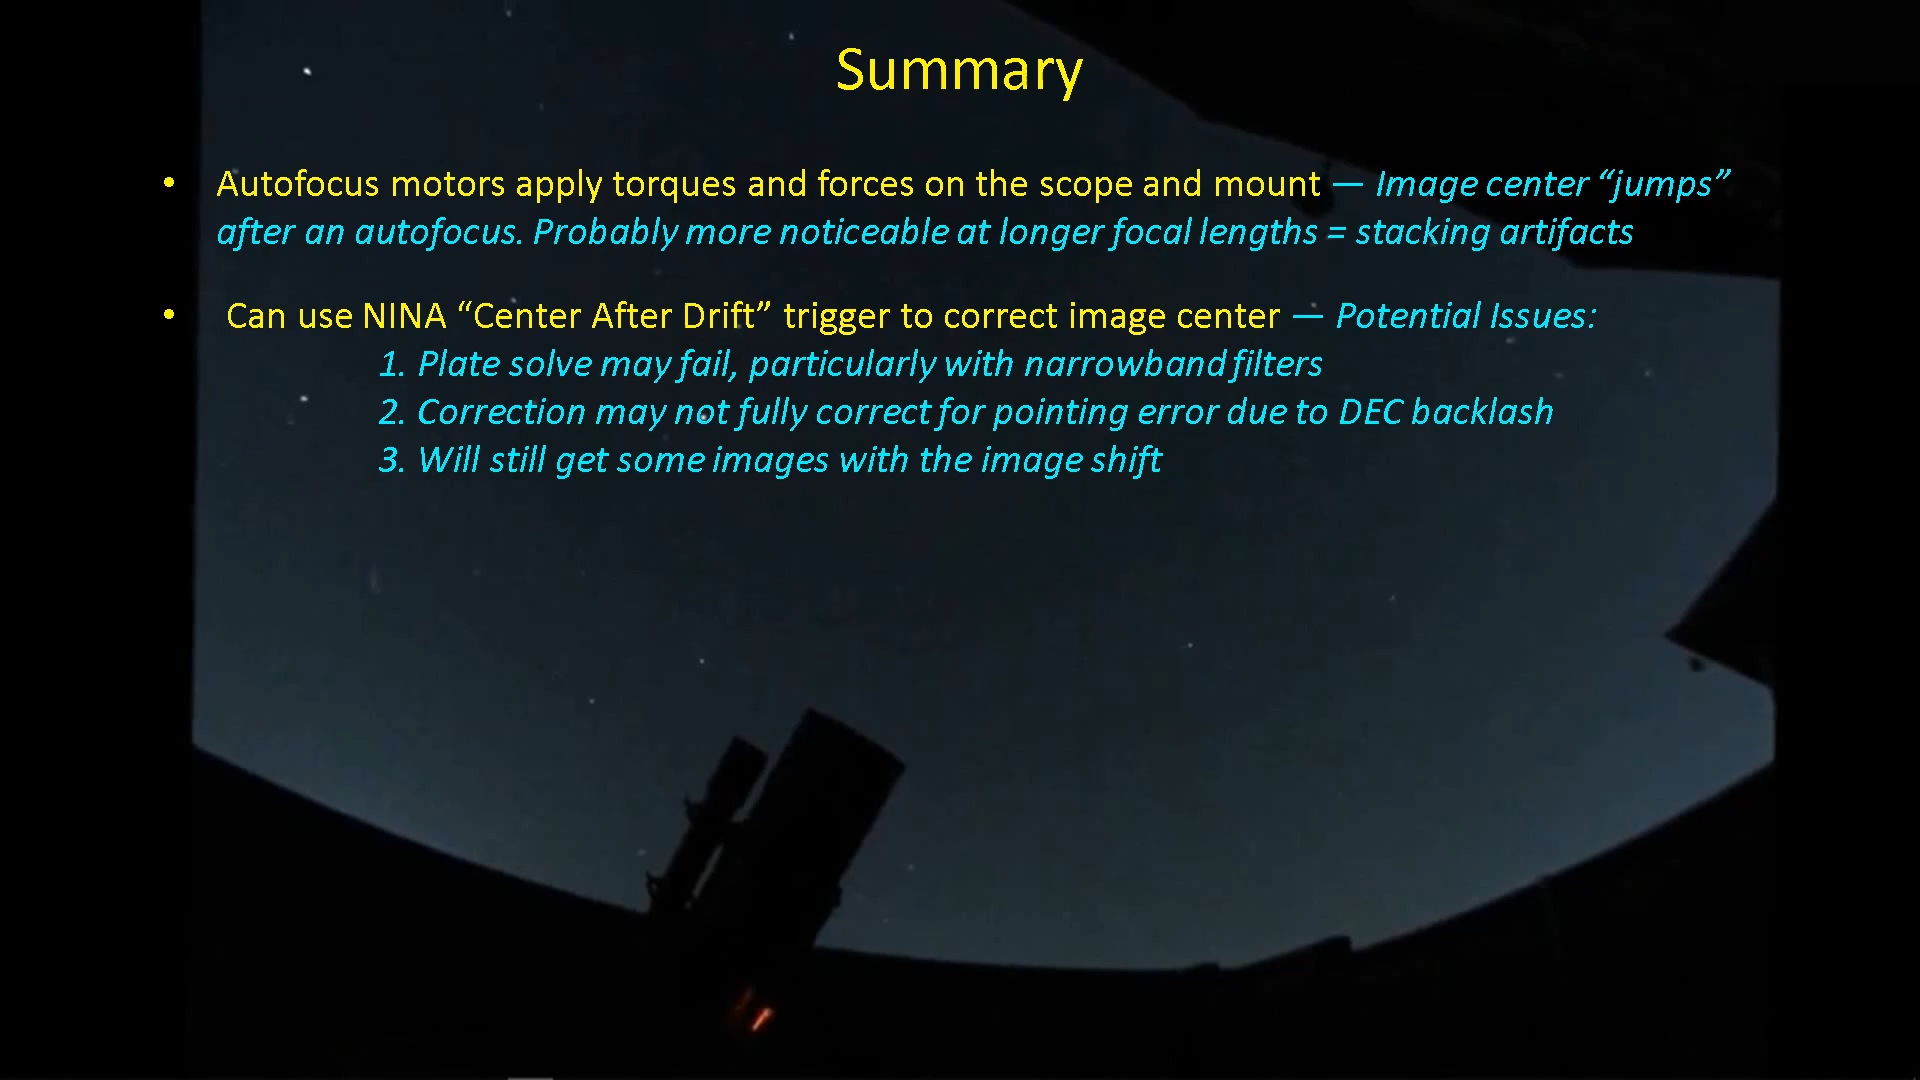 Summary
• Autofocus motors apply torques and forces on the scope and mount — Image center “jumps”
after an autofocus. Probably more noticeable at longer focal lengths = stacking artifacts
• Can use NINA “Center After Drift” trigger to correct image center — Potential Issues:
1. Plate solve may fail, particularly with narrowband filters
2. Correction may not fully correct for pointing error due to DEC backlash
3. Will still get some images with the image shift